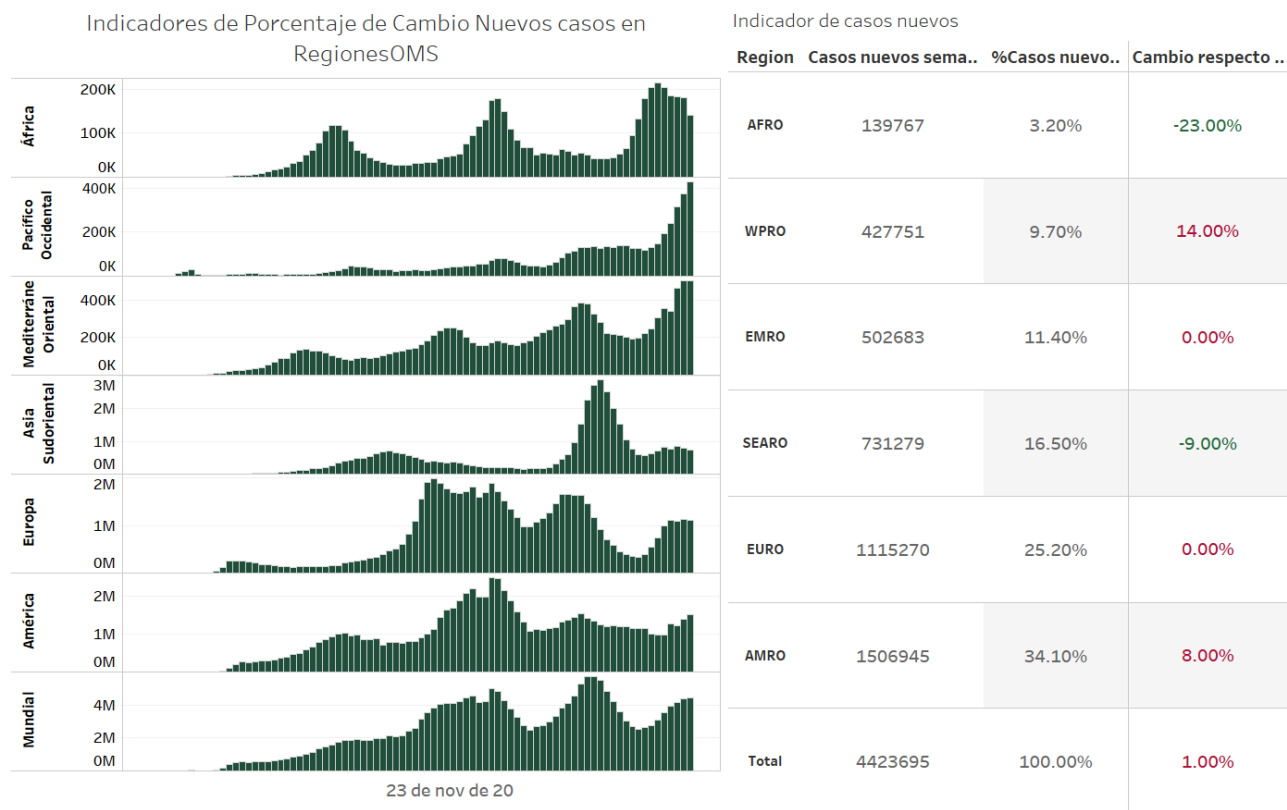 Indicadores de Porcentaje de Cambio Nuevos casos en
RegionesOMS
África
200K
100K
0K
Pacífico
Occidental
400K
200K
0K
Mediterráne
Oriental
400K
200K
0K
Asia
Sudoriental
3M
2M
1M
0M
Europa
2M
1M
0M
América
2M
1M
0M
Mundial
4M
2M
0M
23 de nov de 20
Indicador de casos nuevos
Region Casos nuevos sema.. %Casos nuevo.. Cambio respecto ..
AFRO 139767 3.20% -23.00%
WPRO 427751 9.70% 14.00%
EMRO 502683 11.40% 0.00%
SEARO 731279 16.50% -9.00%
EURO 1115270 25.20% 0.00%
AMRO 1506945 34.10% 8.00%
Total 4423695 100.00% 1.00%